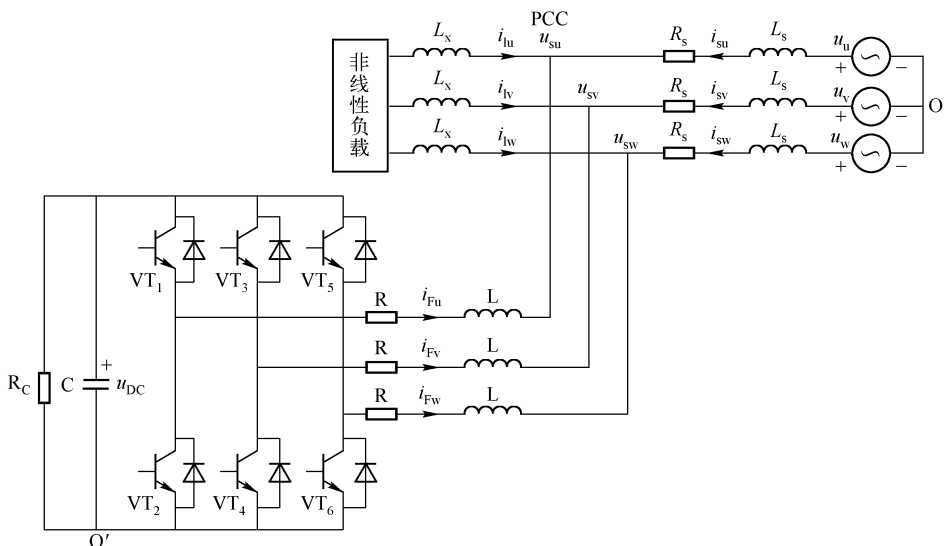 PCC
非线性负载
Lx ilu usu Rs isu Ls uu
+ −
Lx ilv usv Rs isv Ls uv O
+ −
Lx ilw usw Rs isw Ls uw
+ −
VT1 VT3 VT5
R iFu L
RC C + uDC
R iFv L
R iFw L
VT2 VT4 VT6
O′